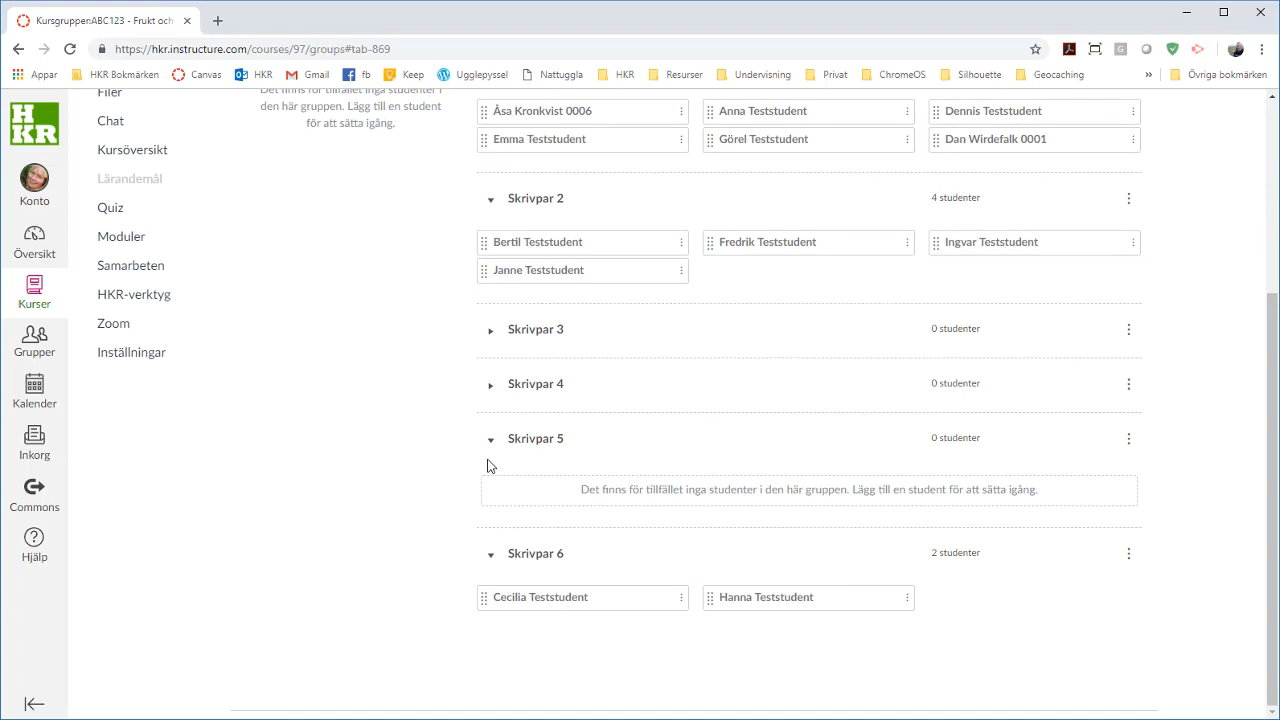 Kursgrupper:ABC123 - Frukt och
https://hkr.instructure.com/courses/97/groups#tab-869
Appar
HKR Bokmärken
Canvas
HKR
Gmail
fb
Keep
Ugglepyssel
Nattuggla
HKR
Resurser
Undervisning
Privat
ChromeOS
Silhouette
Geocaching
»
Övriga bokmärken
H
KR
Konto
Översikt
Kurser
Grupper
Kalender
Inkorg
Commons
Hjälp
Filer
Chat
Kursöversikt
Lärandemål
Quiz
Moduler
Samarbeten
HKR-verktyg
Zoom
Inställningar
Det finns för tillfället inga studenter i
den här gruppen. Lägg till en student
för att sätta igång.
Åsa Kronkvist 0006
Anna Teststudent
Dennis Teststudent
Emma Teststudent
Görel Teststudent
Dan Wirdefalk 0001
Skrivpar 2
4 studenter
Bertil Teststudent
Fredrik Teststudent
Ingvar Teststudent
Janne Teststudent
Skrivpar 3
0 studenter
Skrivpar 4
0 studenter
Skrivpar 5
0 studenter
Det finns för tillfället inga studenter i den här gruppen. Lägg till en student för att sätta igång.
Skrivpar 6
2 studenter
Cecilia Teststudent
Hanna Teststudent